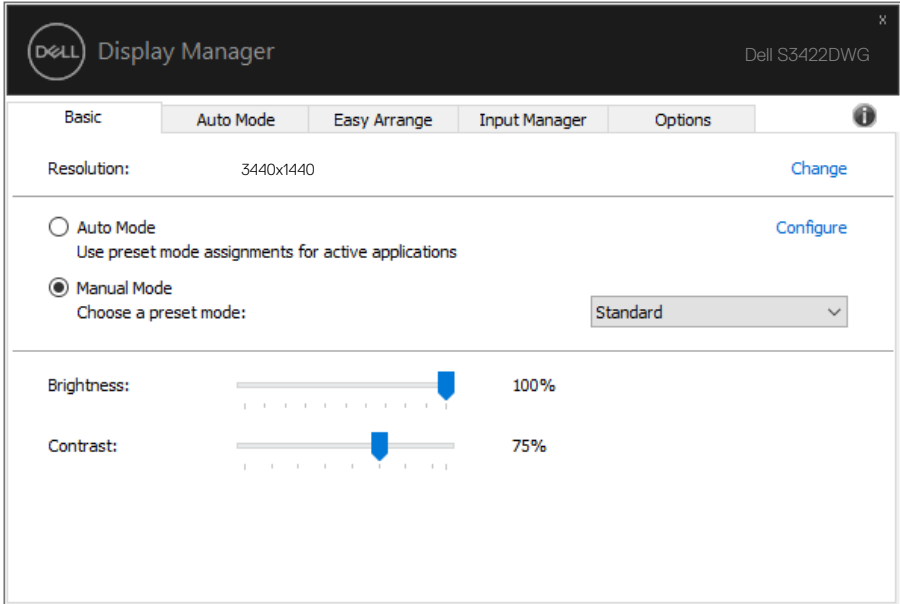 DELL Display Manager
x
Dell S3422DWG
Basic Auto Mode Easy Arrange Input Manager Options i
Resolution: 3440x1440 Change
Auto Mode Configure
Use preset mode assignments for active applications
Manual Mode
Choose a preset mode: Standard
Brightness: 100%
Contrast: 75%